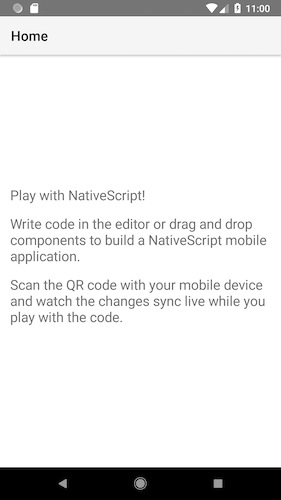 11:00
Home
Play with NativeScript!
Write code in the editor or drag and drop
components to build a NativeScript mobile
application.
Scan the QR code with your mobile device
and watch the changes sync live while you
play with the code.